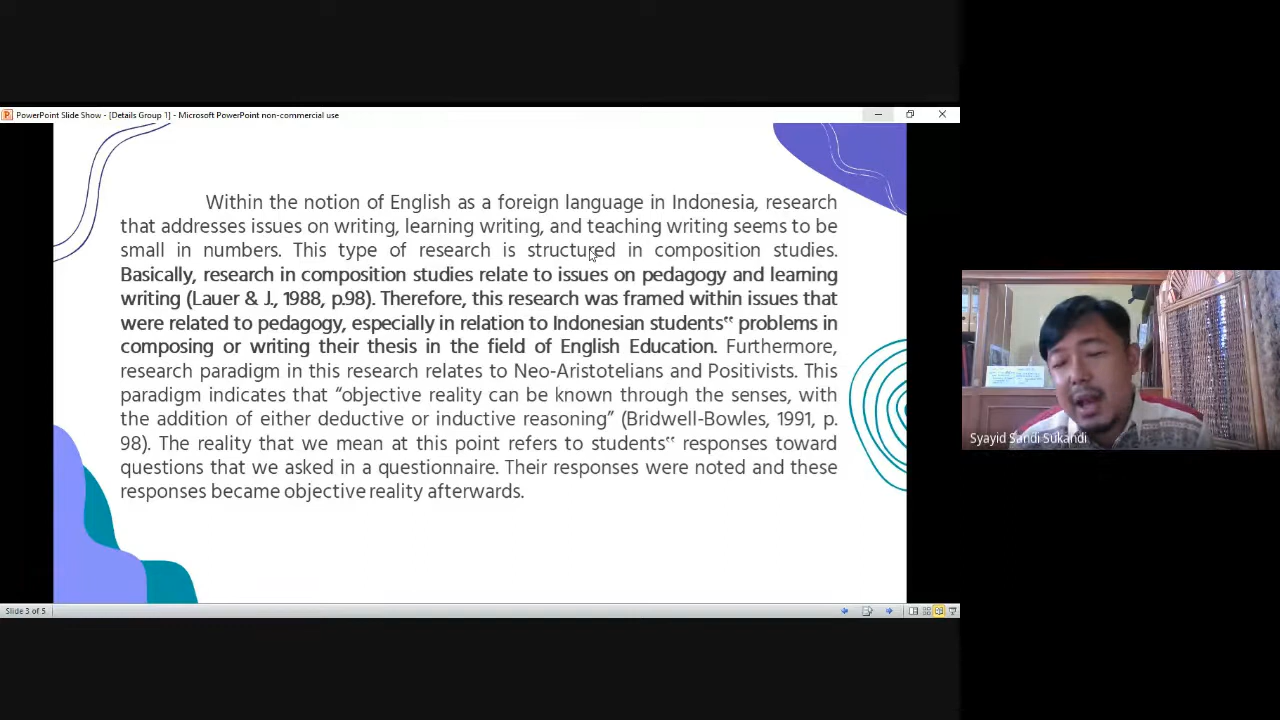 PowerPoint Slide Show - [Details Group 1] - Microsoft PowerPoint non-commercial use
Within the notion of English as a foreign language in Indonesia, research
that addresses issues on writing, learning writing, and teaching writing seems to be
small in numbers. This type of research is structured in composition studies.
Basically, research in composition studies relate to issues on pedagogy and learning
writing (Lauer & J., 1988, p.98). Therefore, this research was framed within issues that
were related to pedagogy, especially in relation to Indonesian students‟ problems in
composing or writing their thesis in the field of English Education. Furthermore,
research paradigm in this research relates to Neo-Aristotelians and Positivists. This
paradigm indicates that “objective reality can be known through the senses, with
the addition of either deductive or inductive reasoning” (Bridwell-Bowles, 1991, p.
98). The reality that we mean at this point refers to students‟ responses toward
questions that we asked in a questionnaire. Their responses were noted and these
responses became objective reality afterwards.
Syayid Sandi Sukandi
Slide 3 of 5